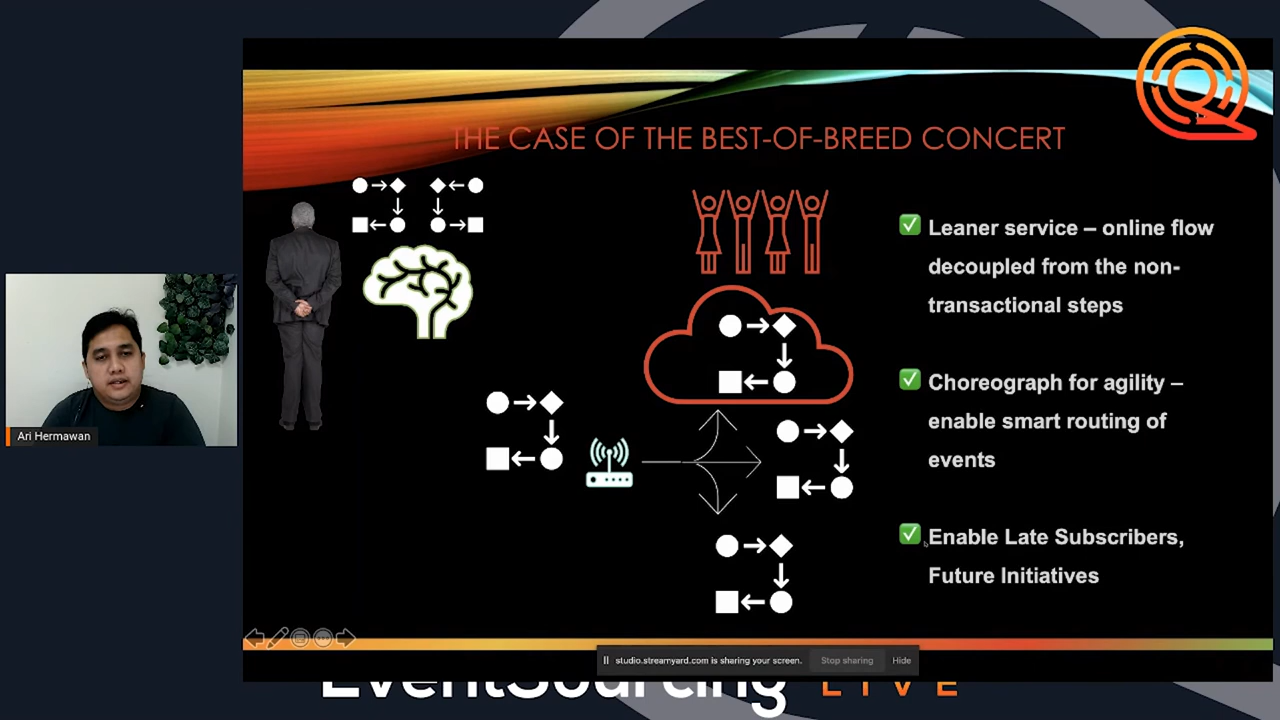 THE CASE OF THE BEST-OF-BREED CONCERT
Leaner service – online flow
decoupled from the non-
transactional steps
Choreograph for agility –
enable smart routing of
events
Enable Late Subscribers,
Future Initiatives
Ari Hermawan
studio.streamyard.com is sharing your screen.
Stop sharing
Hide
EventSourcing LIVE